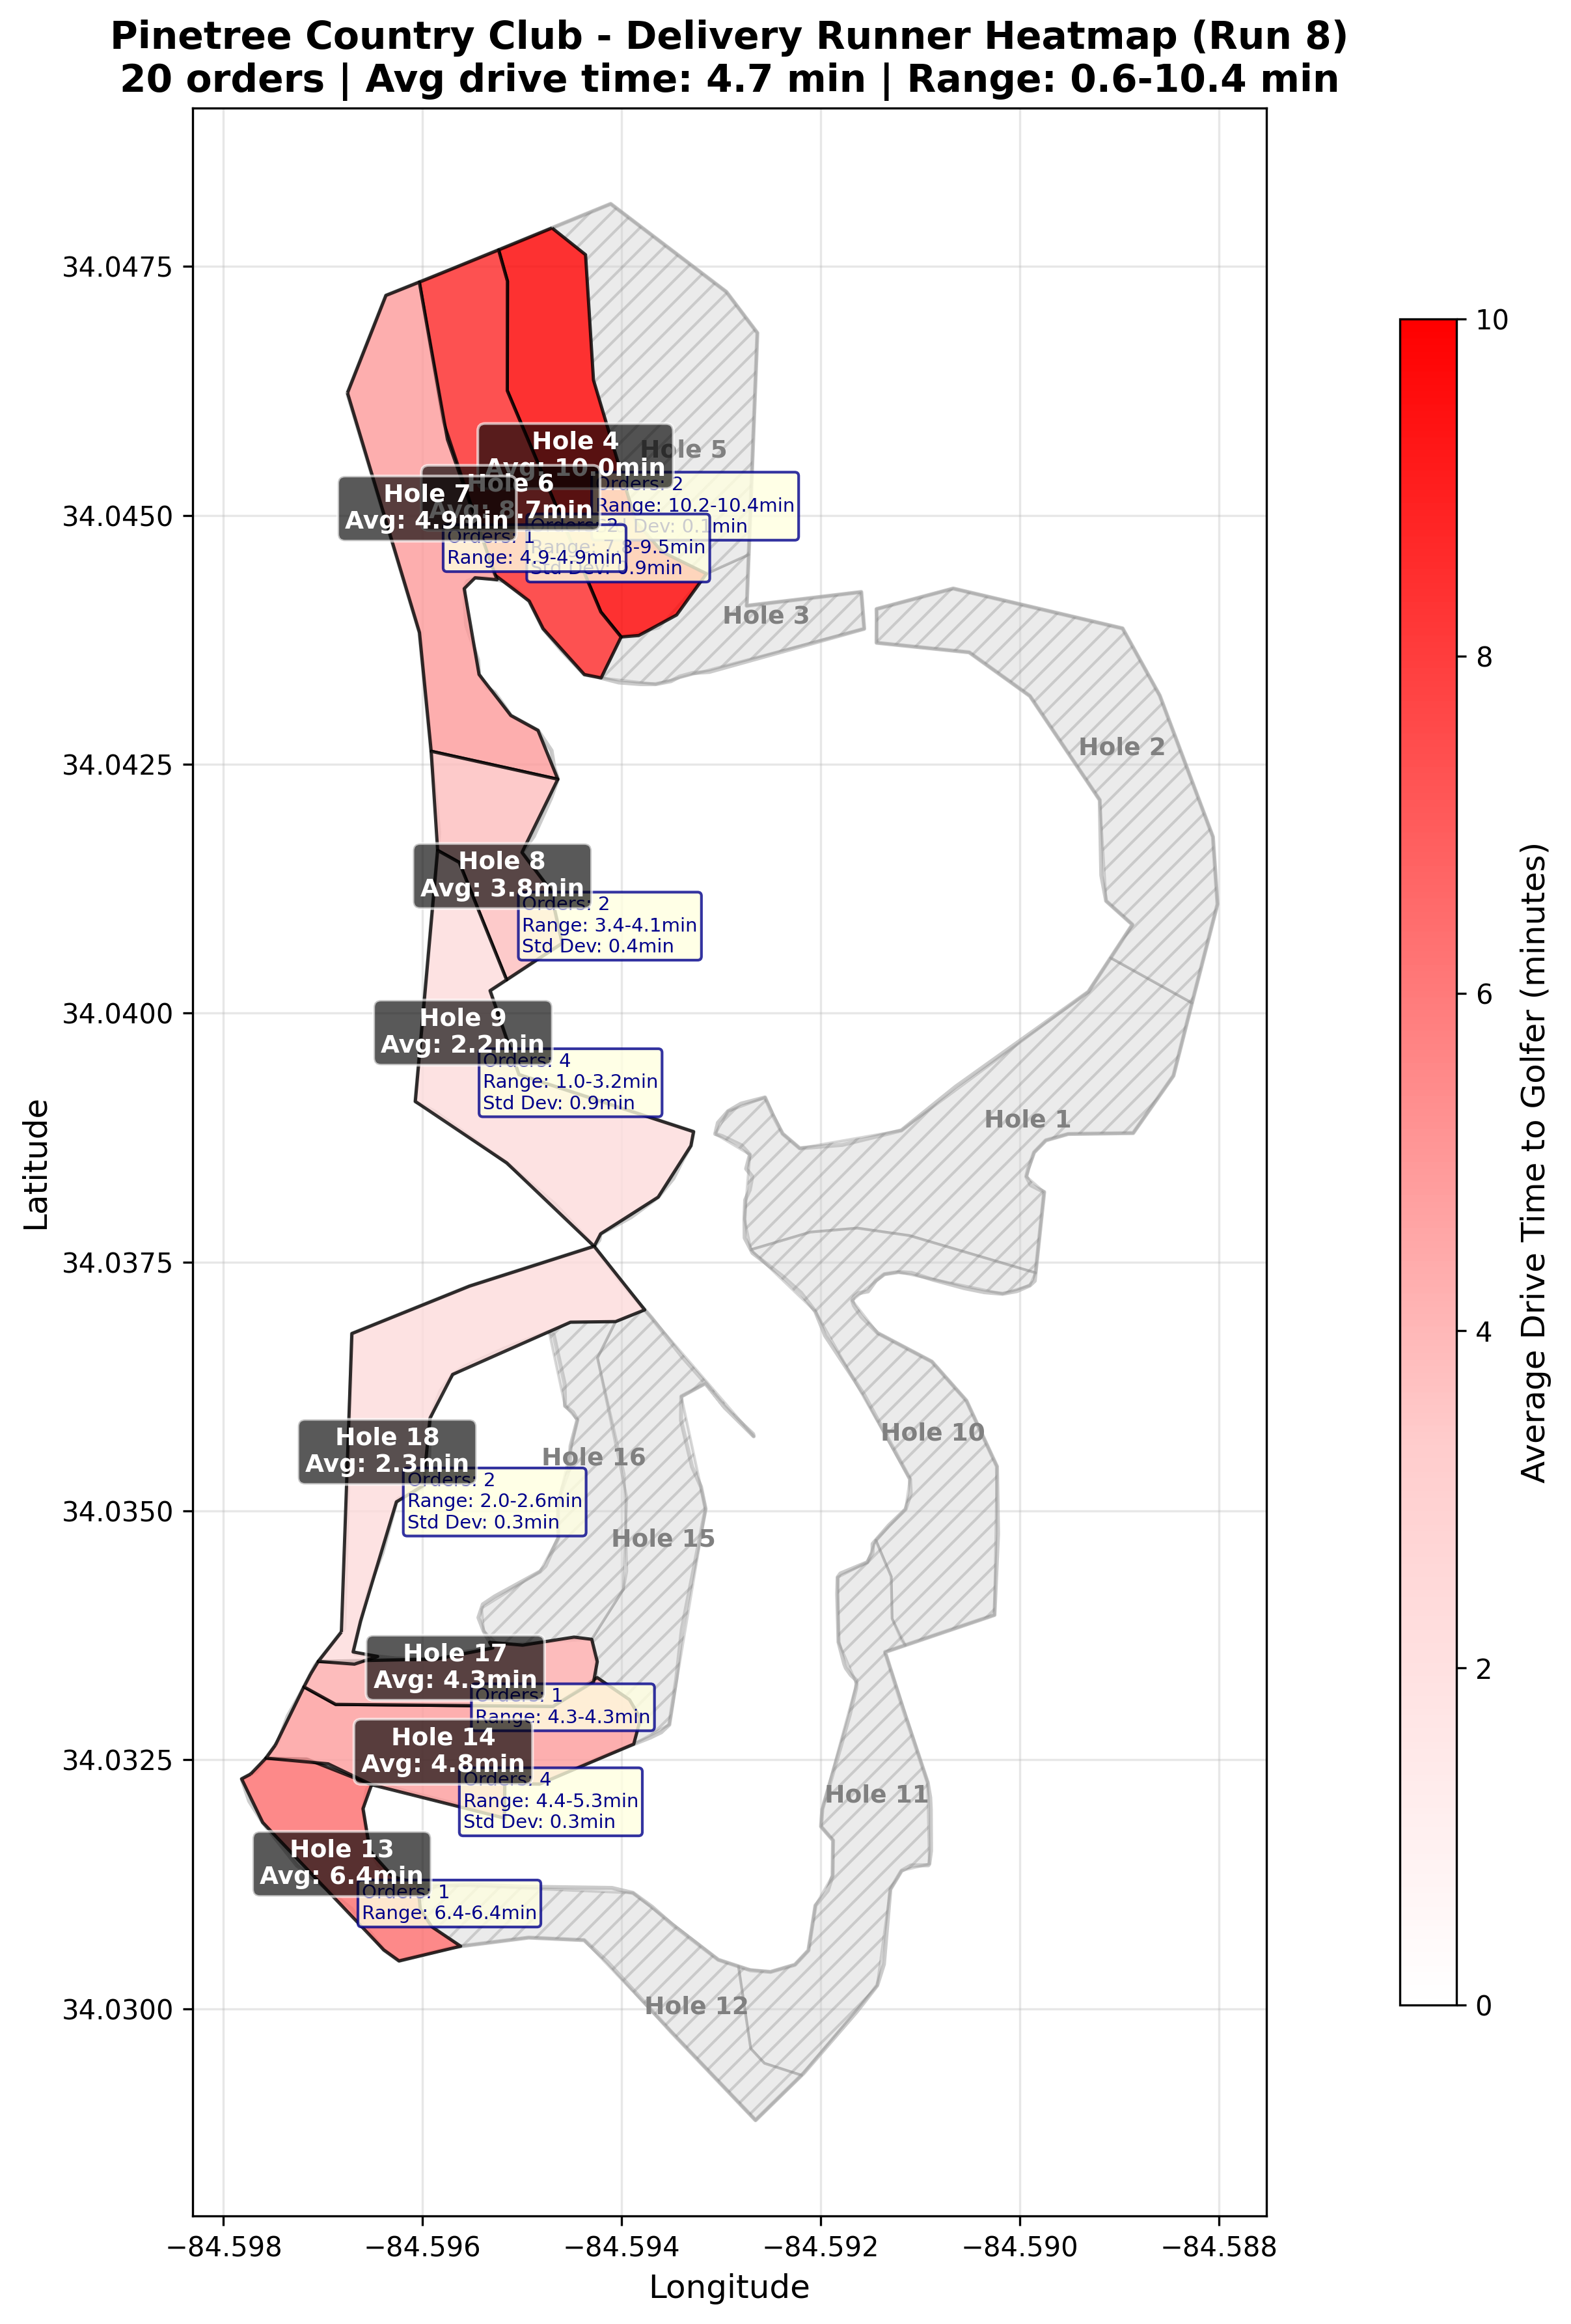 Pinetree Country Club - Delivery Runner Heatmap (Run 8)
20 orders | Avg drive time: 4.7 min | Range: 0.6-10.4 min
34.0475
34.0450
34.0425
34.0400
34.0375
34.0350
34.0325
34.0300
Latitude
−84.598
−84.596
−84.594
−84.592
−84.590
−84.588
Longitude
Hole 4
Avg: 10.0min
Orders: 2
Range: 10.2-10.4min
Dev: 0.1min
Hole 5
Hole 6
8.7min
Orders: 2
Range: 7.8-9.5min
Std Dev: 0.9min
Hole 7
Avg: 4.9min
Orders: 1
Range: 4.9-4.9min
Hole 3
Hole 2
Hole 8
Avg: 3.8min
Orders: 2
Range: 3.4-4.1min
Std Dev: 0.4min
Hole 9
Avg: 2.2min
Orders: 4
Range: 1.0-3.2min
Std Dev: 0.9min
Hole 1
Hole 10
Hole 18
Avg: 2.3min
Orders: 2
Range: 2.0-2.6min
Std Dev: 0.3min
Hole 16
Hole 15
Hole 17
Avg: 4.3min
Orders: 1
Range: 4.3-4.3min
Hole 14
Avg: 4.8min
Orders: 4
Range: 4.4-5.3min
Std Dev: 0.3min
Hole 11
Hole 13
Avg: 6.4min
Orders: 1
Range: 6.4-6.4min
Hole 12
10
8
6
4
2
0
Average Drive Time to Golfer (minutes)